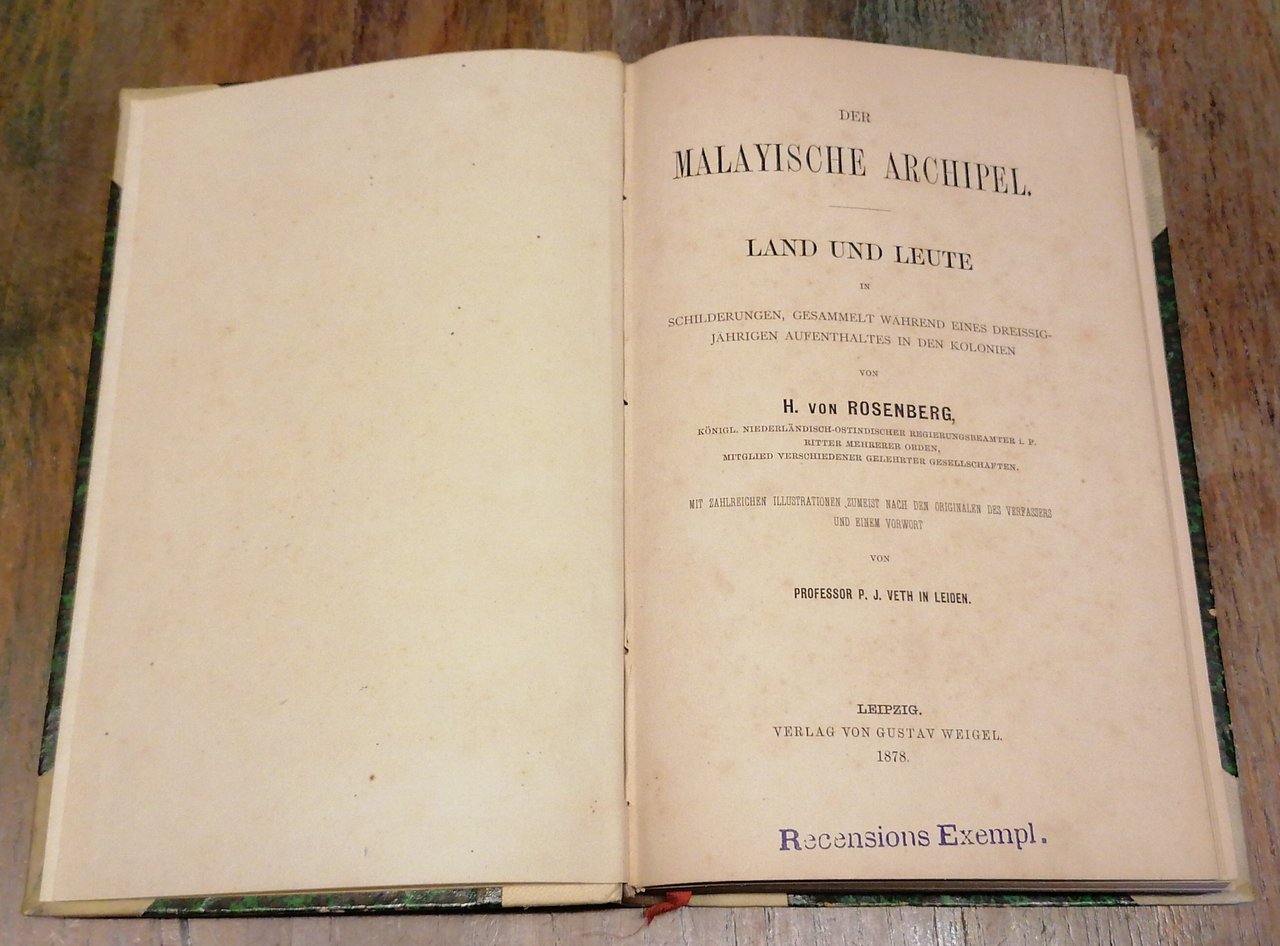 DER
MALAYISCHE ARCHIPEL.
LAND UND LEUTE
IN
SCHILDERUNGEN, GESAMMELT WÄHREND EINES DREISSIG-
JÄHRIGEN AUFENTHALTES IN DEN KOLONIEN
VON
H. VON ROSENBERG,
KÖNIGL. NIEDERLÄNDISCH-OSTINDISCHER REGIERUNGSBEAMTER i. P.
RITTER MEHRERER ORDEN,
MITGLIED VERSCHIEDENER GELEHRTER GESELLSCHAFTEN.
MIT ZAHLREICHEN ILLUSTRATIONEN ZUMEIST NACH DEN ORIGINALEN DES VERFASSERS
UND EINEM VORWORT
VON
PROFESSOR P. J. VETH IN LEIDEN.
LEIPZIG.
VERLAG VON GUSTAV WEIGEL.
1878.
Recensions Exempl.